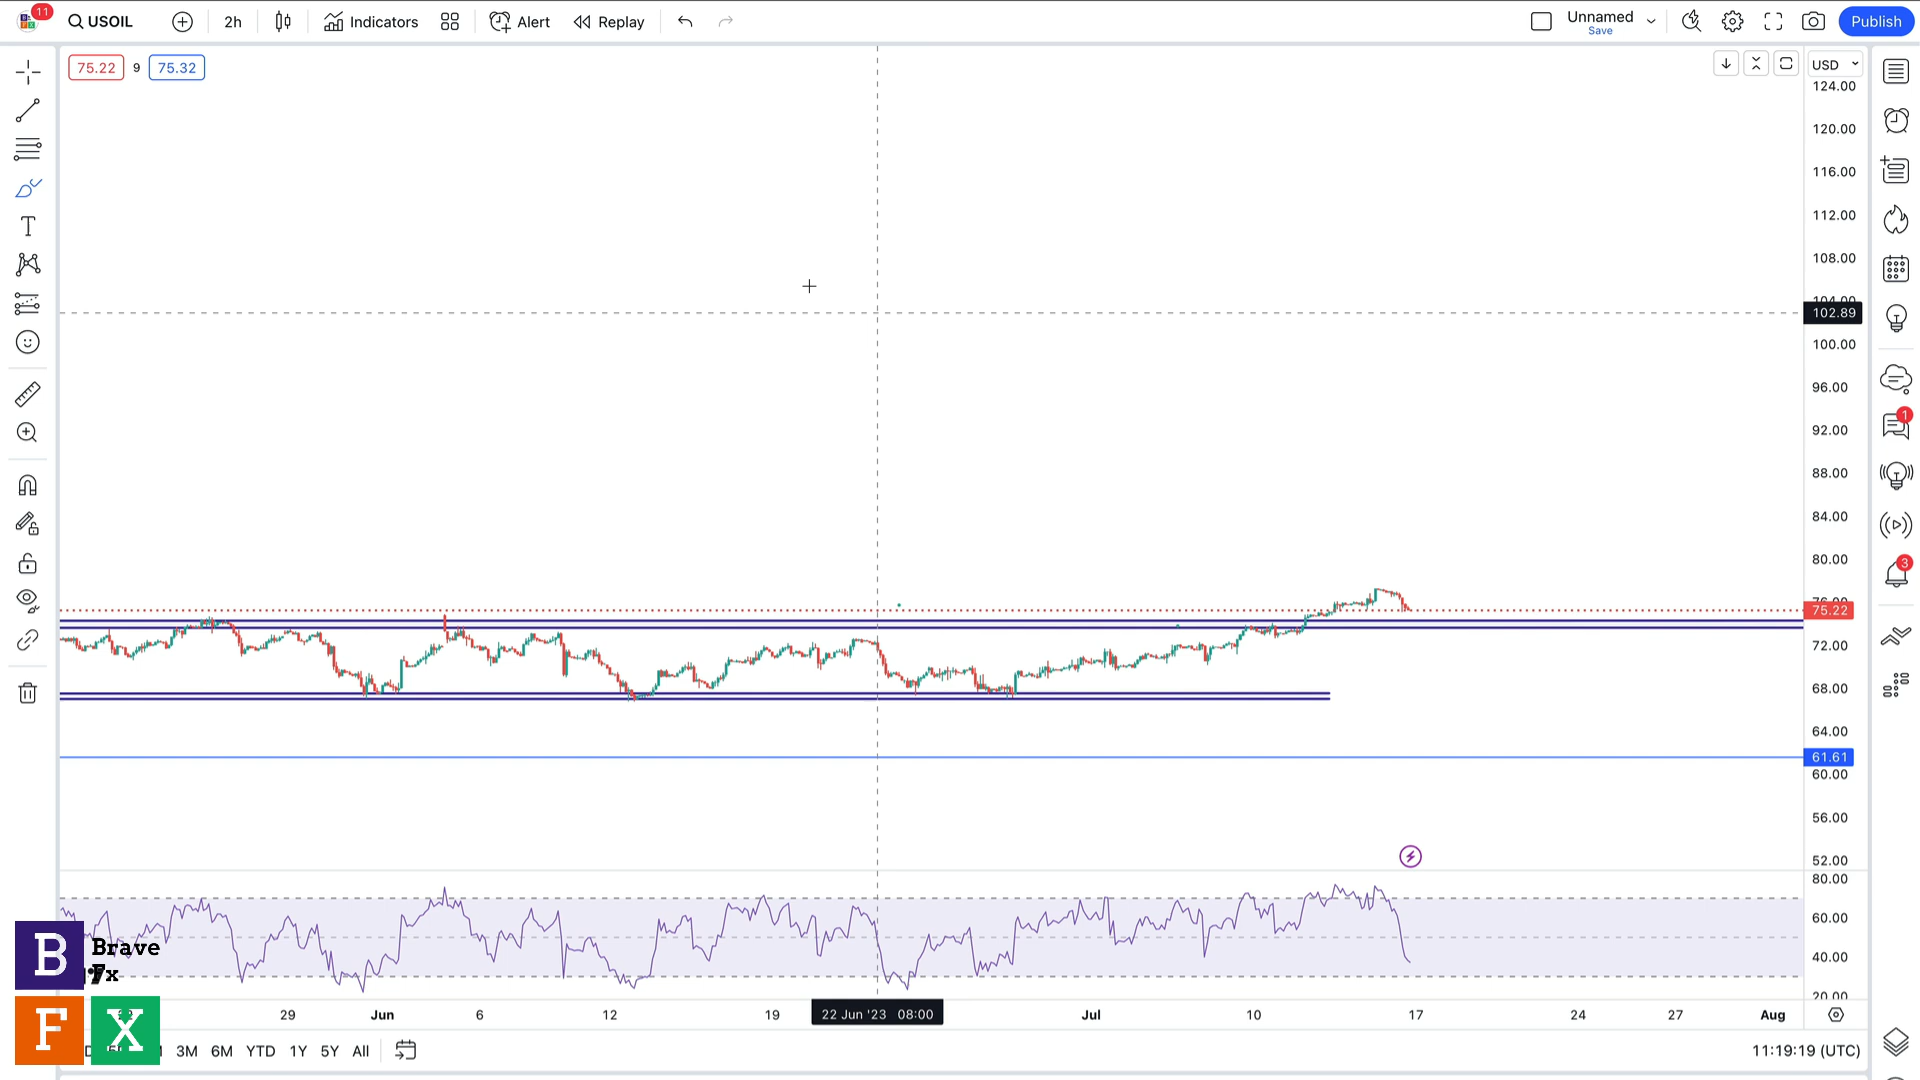 11
USOIL
2h
Indicators
Alert
Replay
Unnamed
Save
Publish
75.22
9
75.32
USD
124.00
120.00
116.00
112.00
108.00
102.89
100.00
96.00
92.00
88.00
84.00
80.00
75.22
72.00
68.00
64.00
61.61
60.00
56.00
52.00
80.00
60.00
40.00
20.00
1
3
B
Brave
Fx
F
X
29
Jun
6
12
19
22 Jun '23 08:00
Jul
10
17
24
27
Aug
3M
6M
YTD
1Y
5Y
All
11:19:19 (UTC)